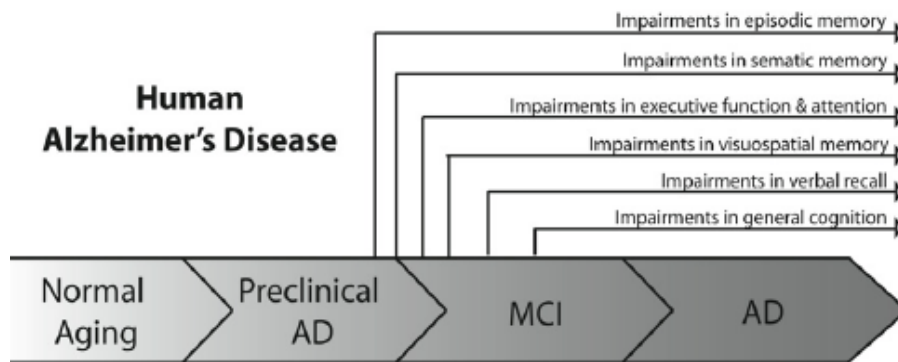 Impairments in episodic memory
Impairments in sematic memory
Human
Alzheimer's Disease
Impairments in executive function & attention
Impairments in visuospatial memory
Impairments in verbal recall
Impairments in general cognition
Normal
Aging
Preclinical
AD
MCI
AD